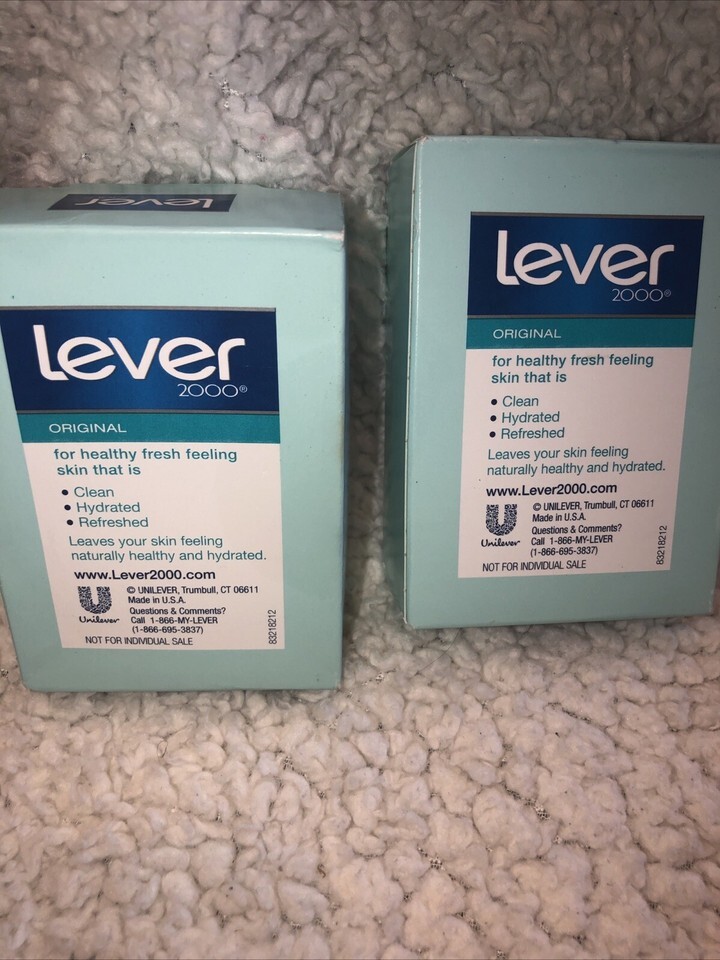 Lever
Lever
2000®
ORIGINAL
for healthy fresh feeling
skin that is
• Clean
• Hydrated
• Refreshed
Leaves your skin feeling
naturally healthy and hydrated.
www.Lever2000.com
Unilever
© UNILEVER, Trumbull, CT 06611
Made in U.S.A.
Questions & Comments?
Call 1-866-MY-LEVER
(1-866-695-3837)
NOT FOR INDIVIDUAL SALE
83218212
Lever
2000®
ORIGINAL
for healthy fresh feeling
skin that is
• Clean
• Hydrated
• Refreshed
Leaves your skin feeling
naturally healthy and hydrated.
www.Lever2000.com
Unilever
© UNILEVER, Trumbull, CT 06611
Made in U.S.A.
Questions & Comments?
Call 1-866-MY-LEVER
(1-866-695-3837)
NOT FOR INDIVIDUAL SALE
83218212